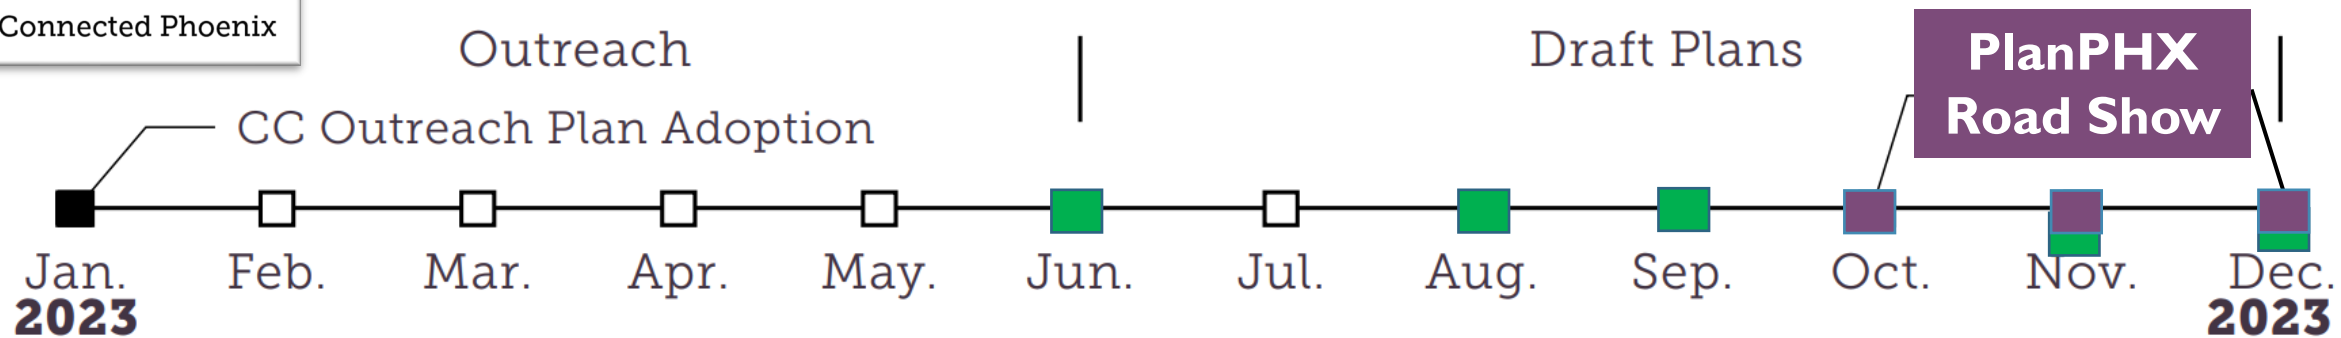 Connected Phoenix
Outreach
Draft Plans
PlanPHX
Road Show
CC Outreach Plan Adoption
Jan. Feb. Mar. Apr. May. Jun. Jul. Aug. Sep. Oct. Nov. Dec.
2023 2023